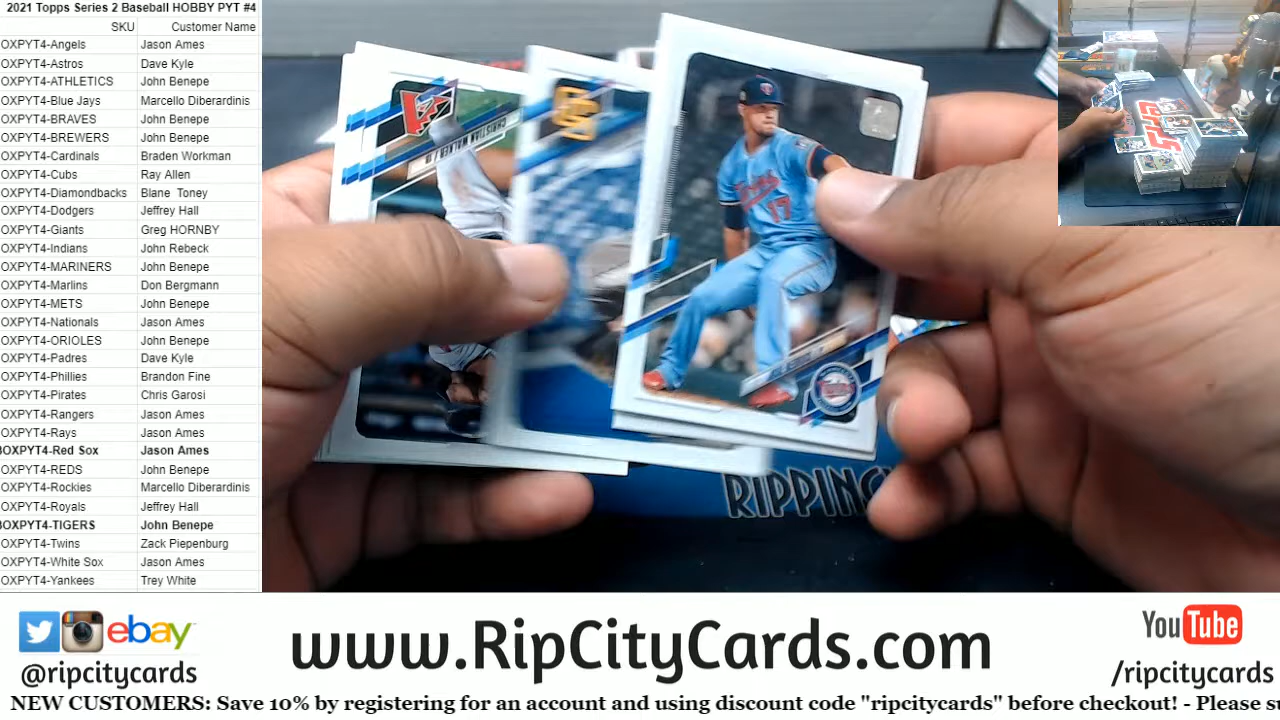 2021 Topps Series 2 Baseball HOBBY PYT #4
SKU Customer Name
OXPYT4-Angels Jason Ames
OXPYT4-Astros Dave Kyle
OXPYT4-ATHLETICS John Benepe
OXPYT4-Blue Jays Marcello Diberardinis
OXPYT4-BRAVES John Benepe
OXPYT4-BREWERS John Benepe
OXPYT4-Cardinals Braden Workman
OXPYT4-Cubs Ray Allen
OXPYT4-Diamondbacks Blane Toney
OXPYT4-Dodgers Jeffrey Hall
OXPYT4-Giants Greg HORNBY
OXPYT4-Indians John Rebeck
OXPYT4-MARINERS John Benepe
OXPYT4-Marlins Don Bergmann
OXPYT4-METS John Benepe
OXPYT4-Nationals Jason Ames
OXPYT4-ORIOLES John Benepe
OXPYT4-Padres Dave Kyle
OXPYT4-Phillies Brandon Fine
OXPYT4-Pirates Chris Garosi
OXPYT4-Rangers Jason Ames
OXPYT4-Rays Jason Ames
OXPYT4-Red Sox Jason Ames
OXPYT4-REDS John Benepe
OXPYT4-Rockies Marcello Diberardinis
OXPYT4-Royals Jeffrey Hall
OXPYT4-TIGERS John Benepe
OXPYT4-Twins Zack Piepenburg
OXPYT4-White Sox Jason Ames
OXPYT4-Yankees Trey White
CHRISTIAN WALKER / 1B
Twins
17
RIPPING
ebay
@ripcitycards
www.RipCityCards.com
YouTube
/ripcitycards
NEW CUSTOMERS: Save 10% by registering for an account and using discount code "ripcitycards" before checkout! - Please su